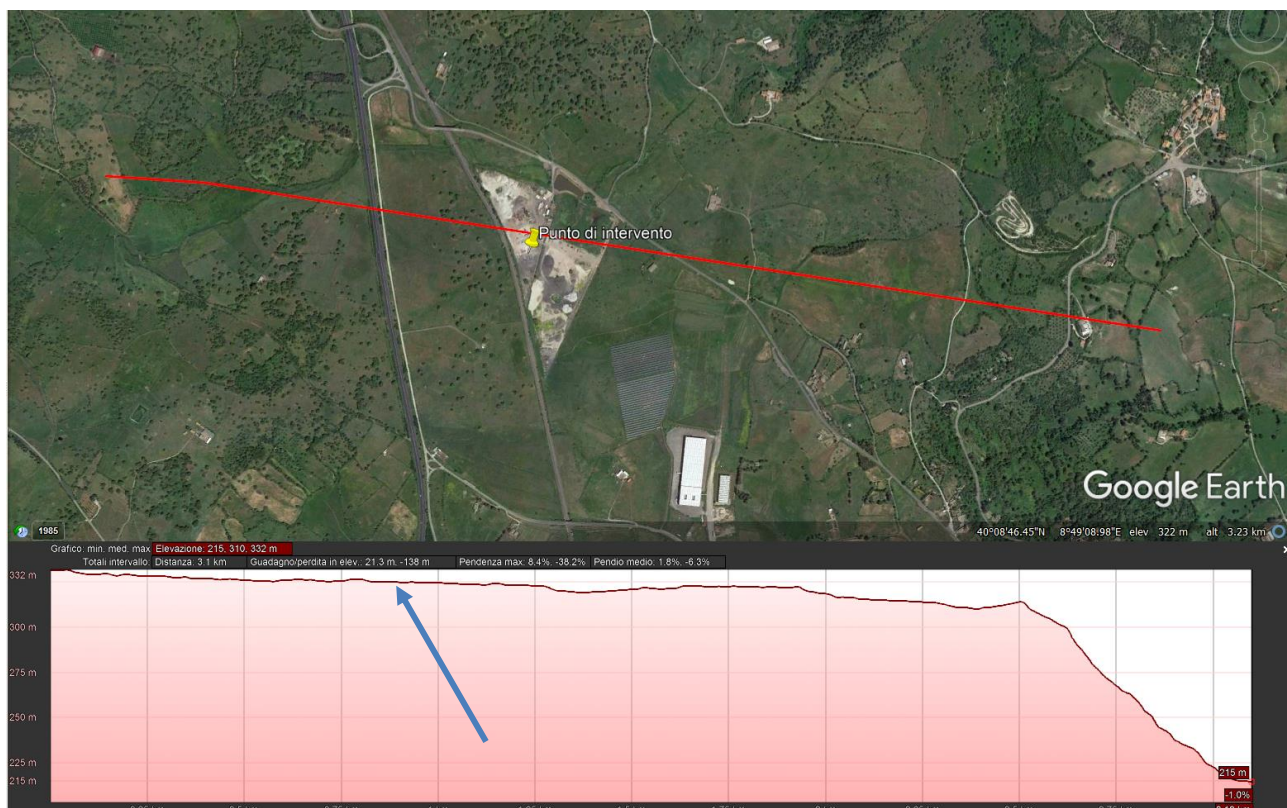 Punto di intervento
Google Earth
1985
40°08'46.45"N 8°49'08.98"E elev 322 m alt 3.23 km
Grafico: min. med. max Elevazione: 215, 310, 332 m
Totali intervallo: Distanza: 3.1 km Guadagno/perdita in elev.: 21.3 m, -138 m Pendenza max: 8.4%, -38.2% Pendio medio: 1.8%, -6.3%
332 m
300 m
275 m
250 m
225 m
215 m
215 m
-1.0%